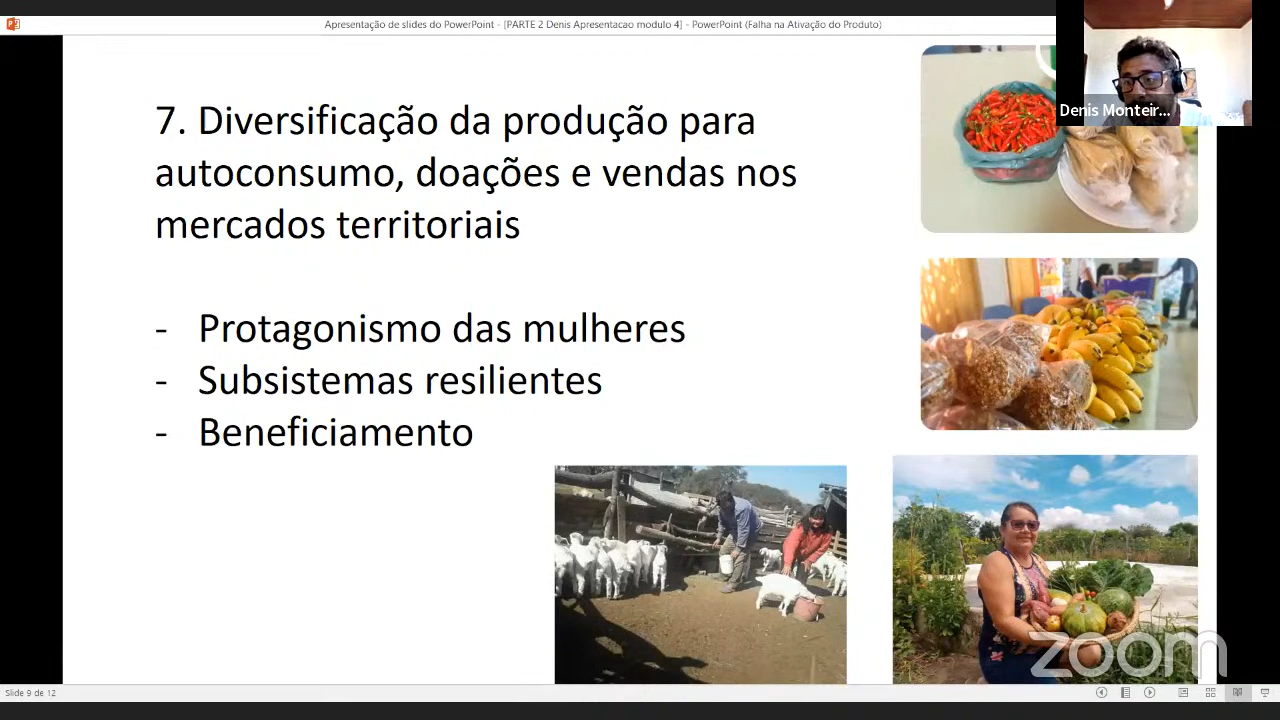 Apresentação de slides do PowerPoint - [PARTE 2 Denis Apresentacao modulo 4] - PowerPoint (Falha na Ativação do Produto)
Denis Monteir...
7. Diversificação da produção para
autoconsumo, doações e vendas nos
mercados territoriais
- Protagonismo das mulheres
- Subsistemas resilientes
- Beneficiamento
zoom
Slide 9 de 12